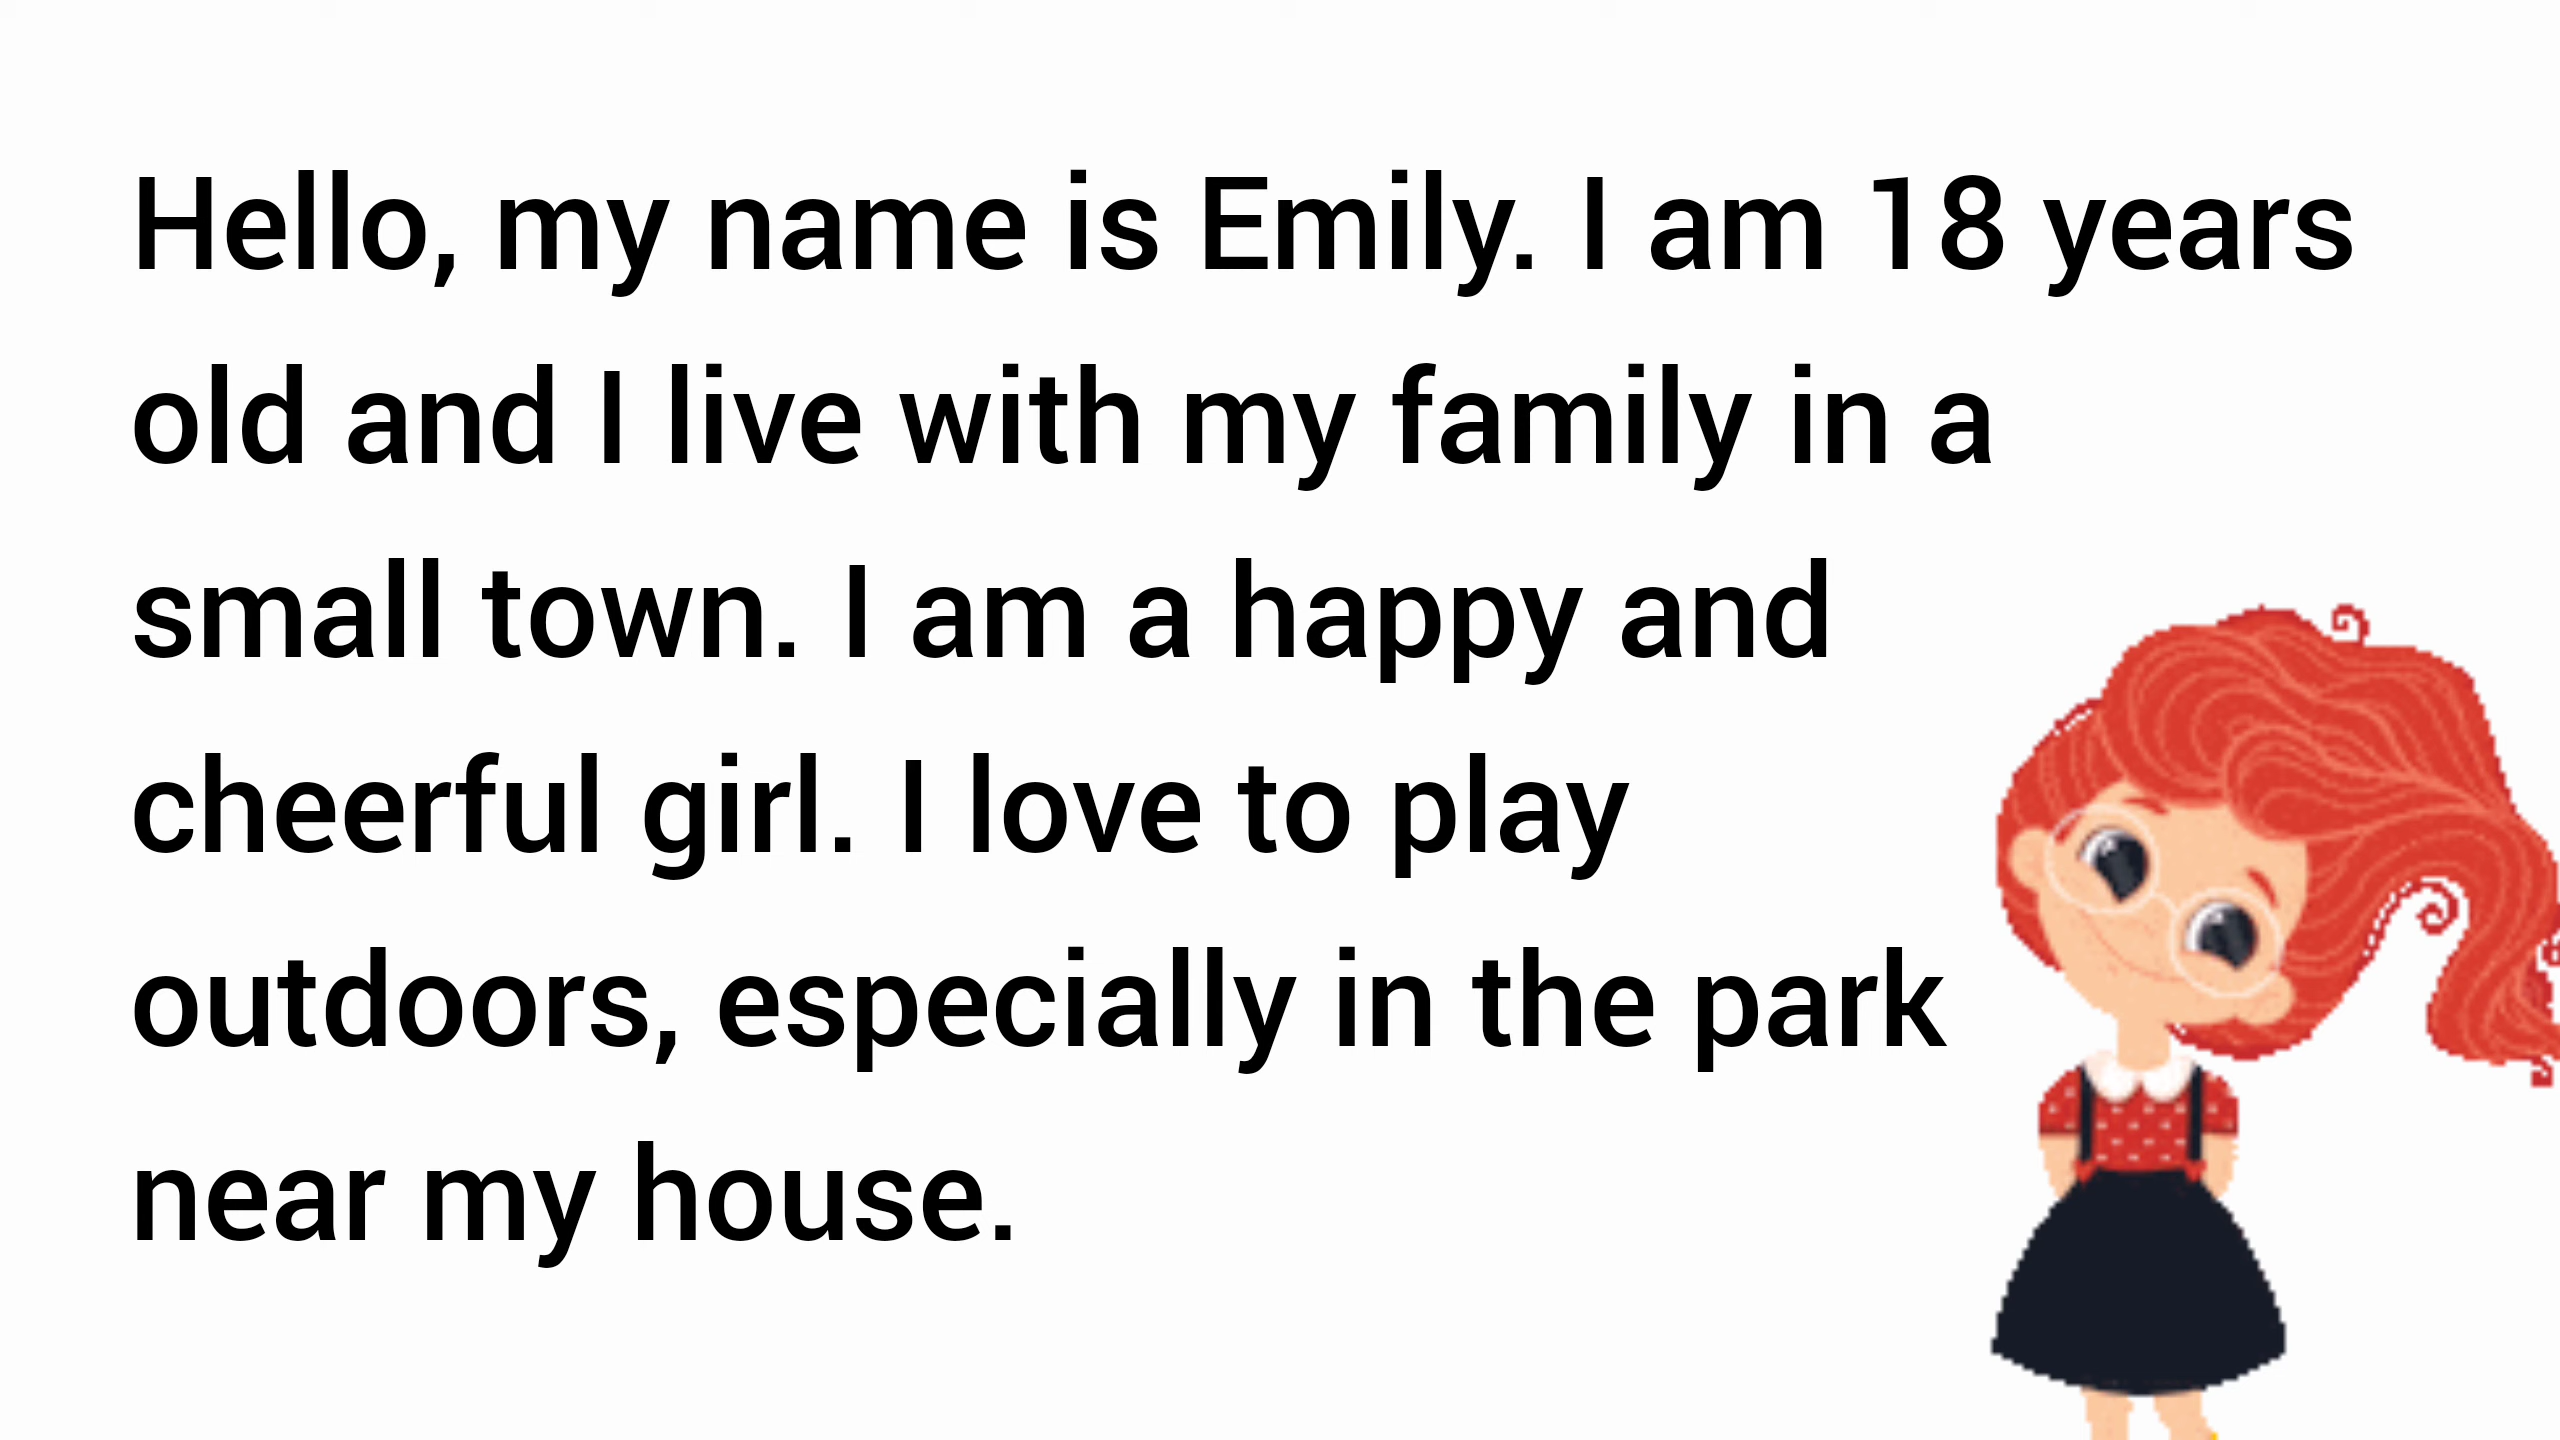 Hello, my name is Emily. I am 18 years
old and I live with my family in a
small town. I am a happy and
cheerful girl. I love to play
outdoors, especially in the park
near my house.